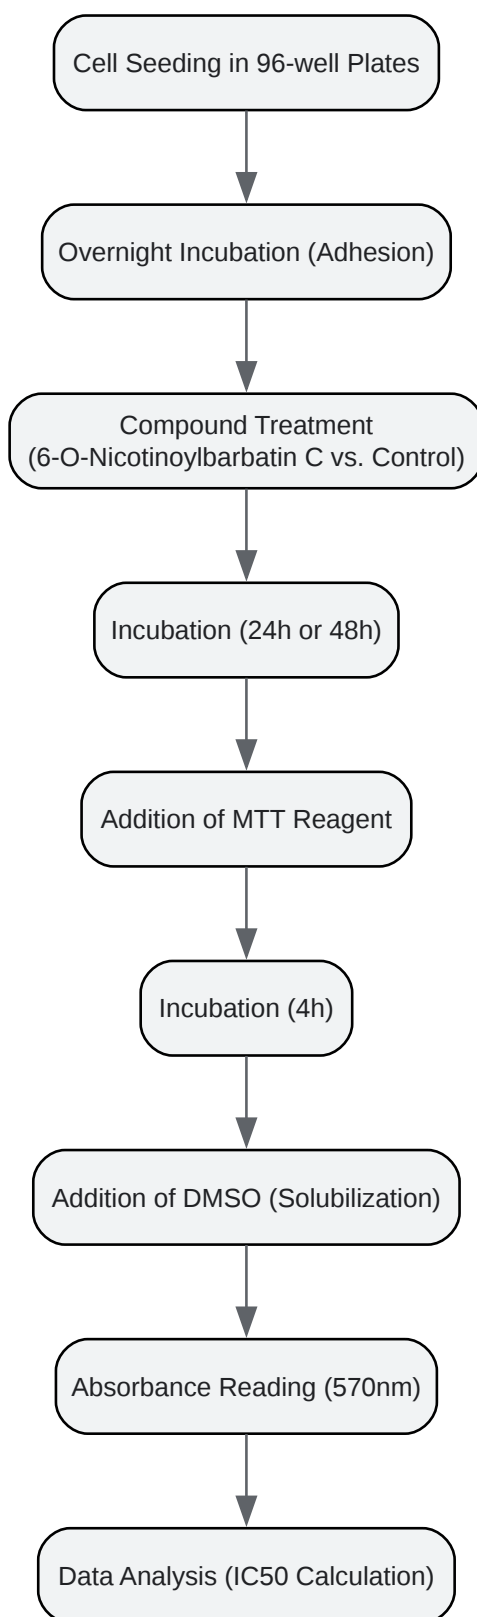 Cell Seeding in 96-well Plates
Overnight Incubation (Adhesion)
Compound Treatment
(6-O-Nicotinoylbarbatin C vs. Control)
Incubation (24h or 48h)
Addition of MTT Reagent
Incubation (4h)
Addition of DMSO (Solubilization)
Absorbance Reading (570nm)
Data Analysis (IC50 Calculation)